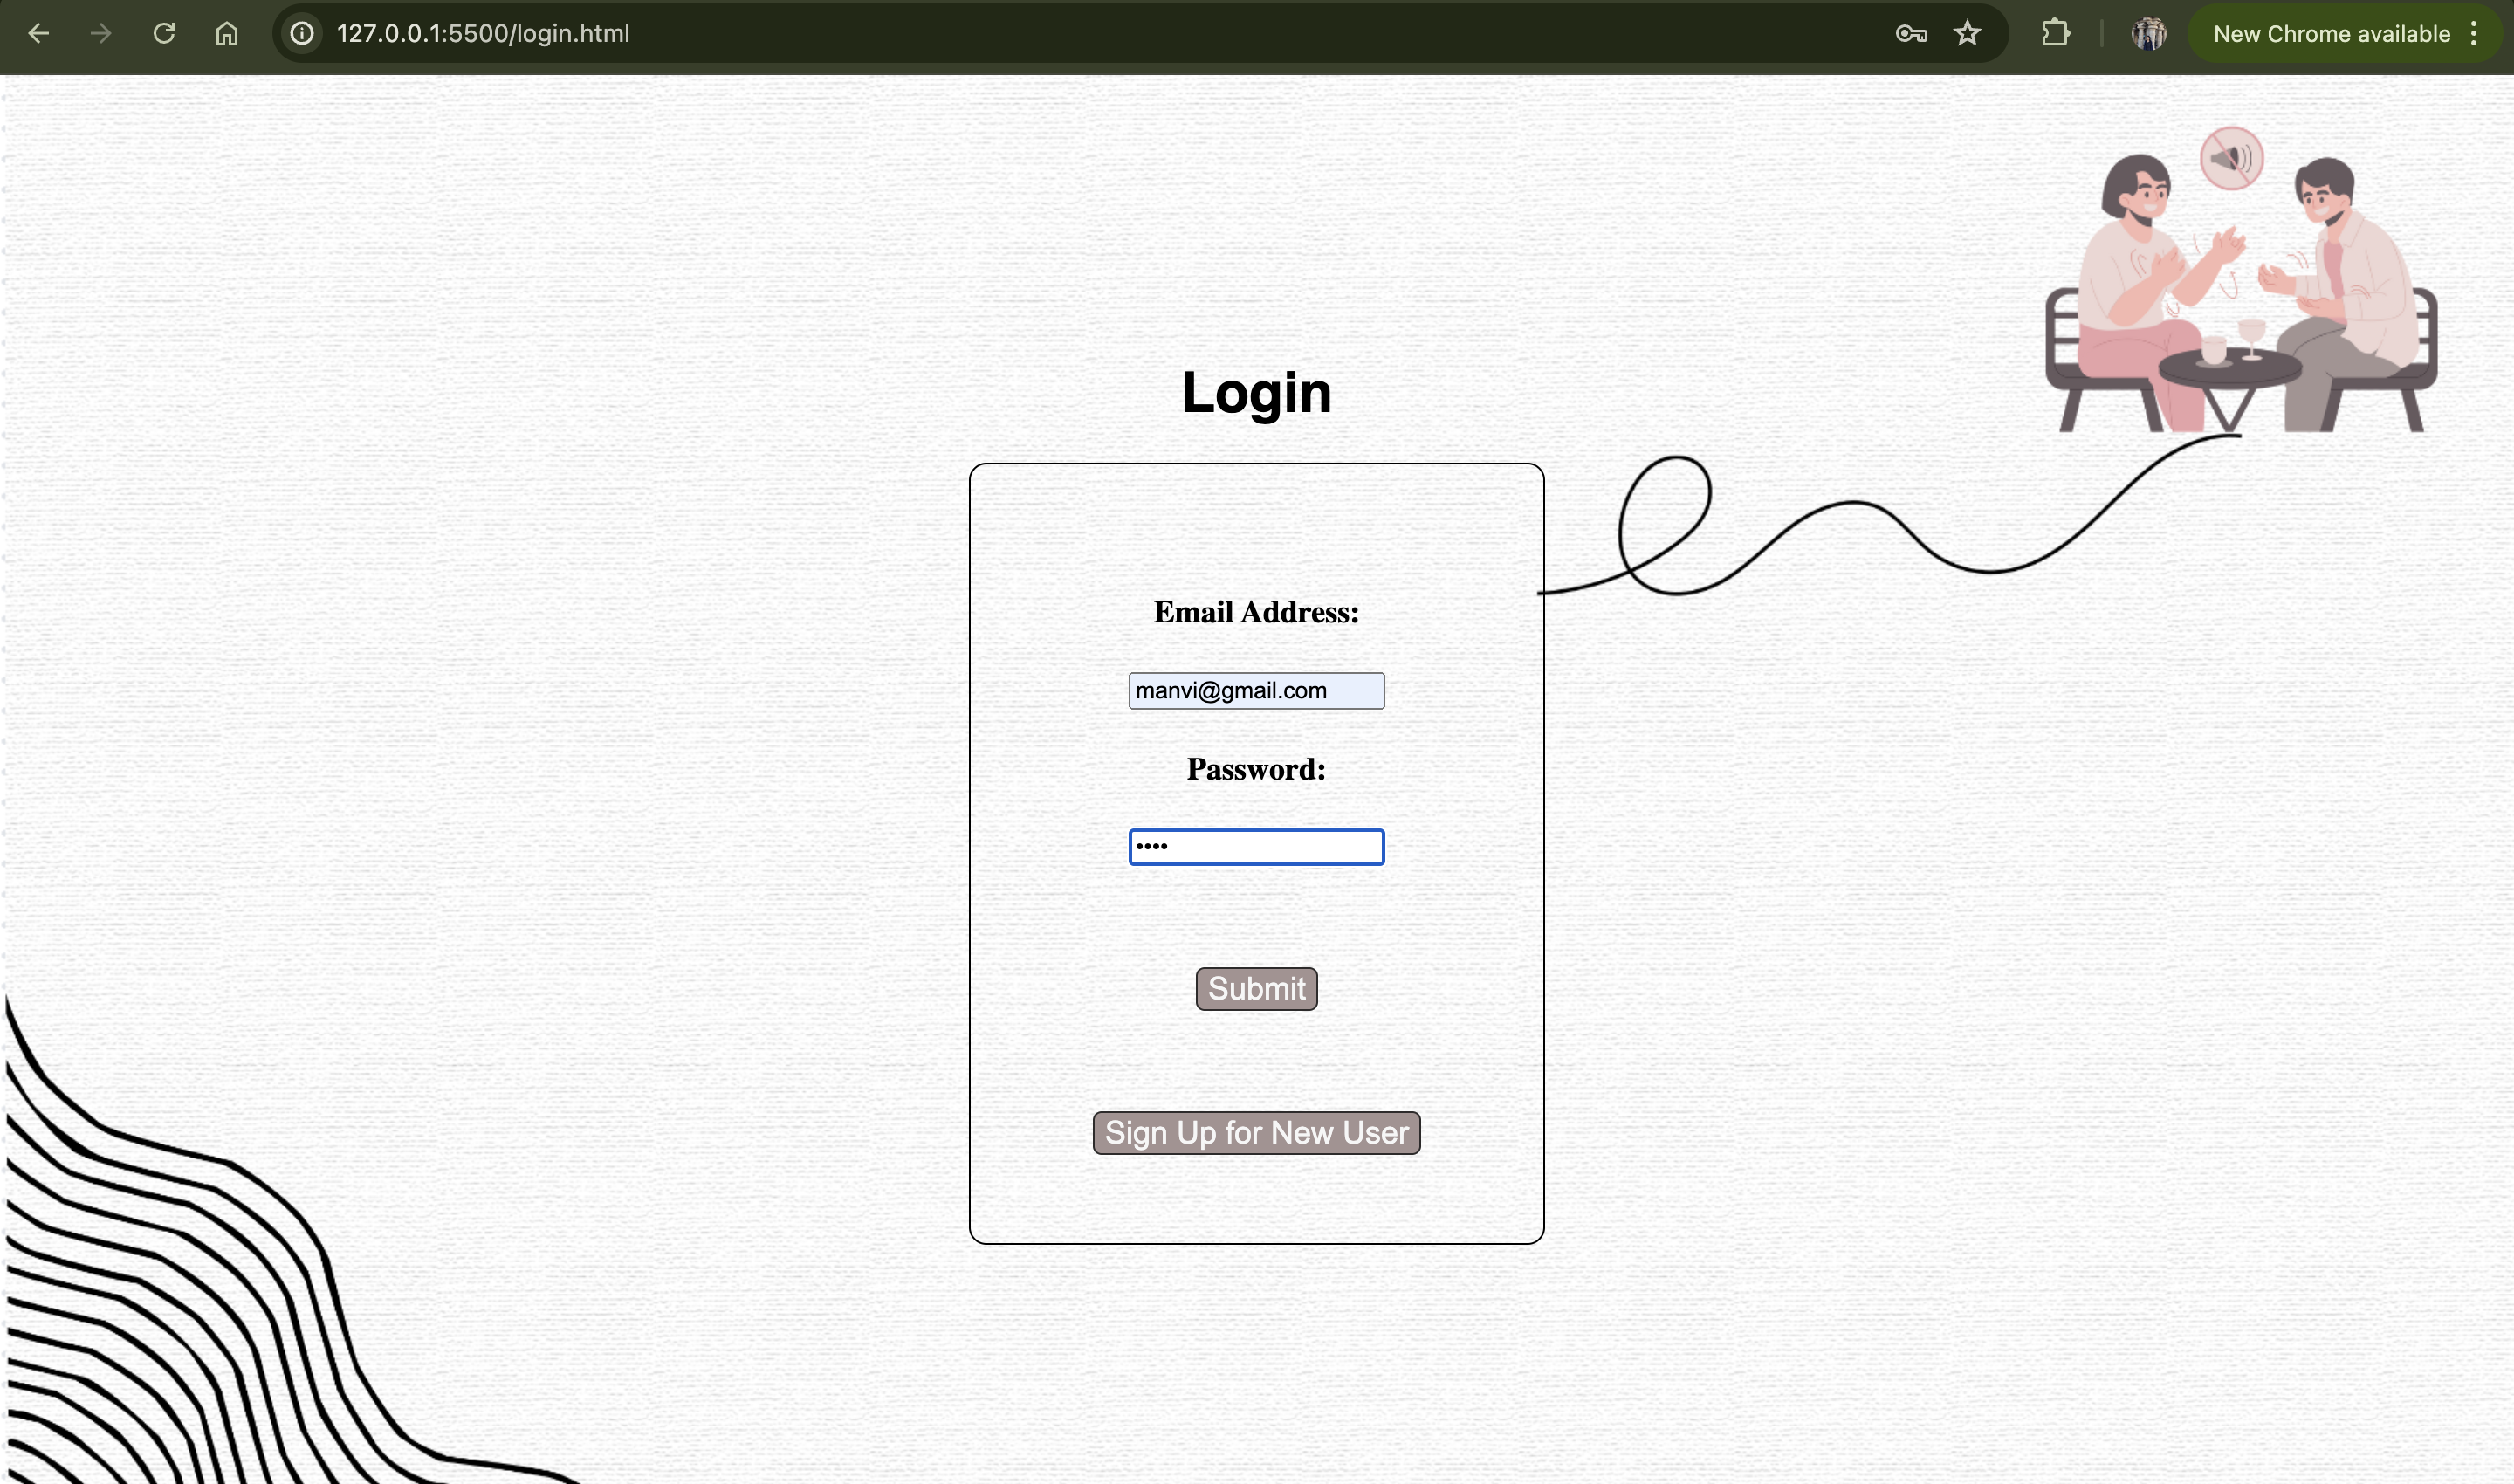 127.0.0.1:5500/login.html
New Chrome available
Login
Email Address:
manvi@gmail.com
Password:
••••
Submit
Sign Up for New User